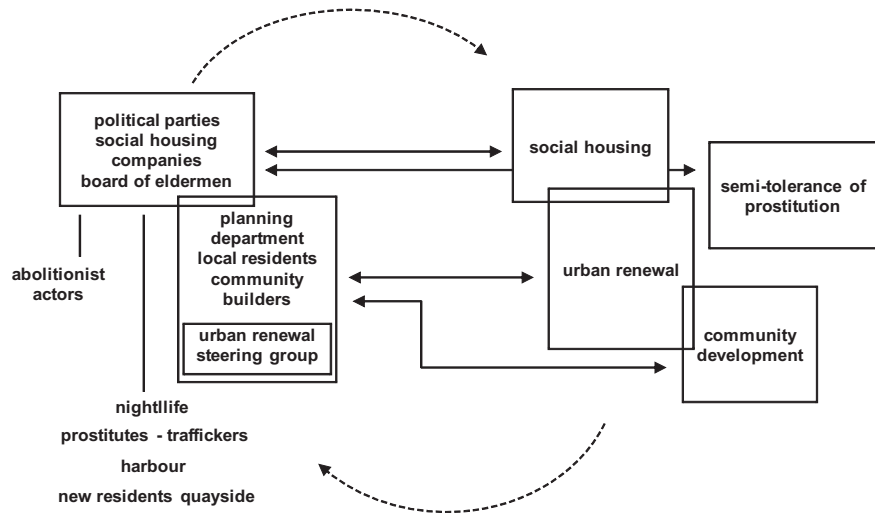 political parties
social housing
companies
board of eldermen
abolitionist
actors
planning
department
local residents
community
builders
urban renewal
steering group
nightllife
prostitutes - traffickers
harbour
new residents quayside
social housing
semi-tolerance of
prostitution
urban renewal
community
development